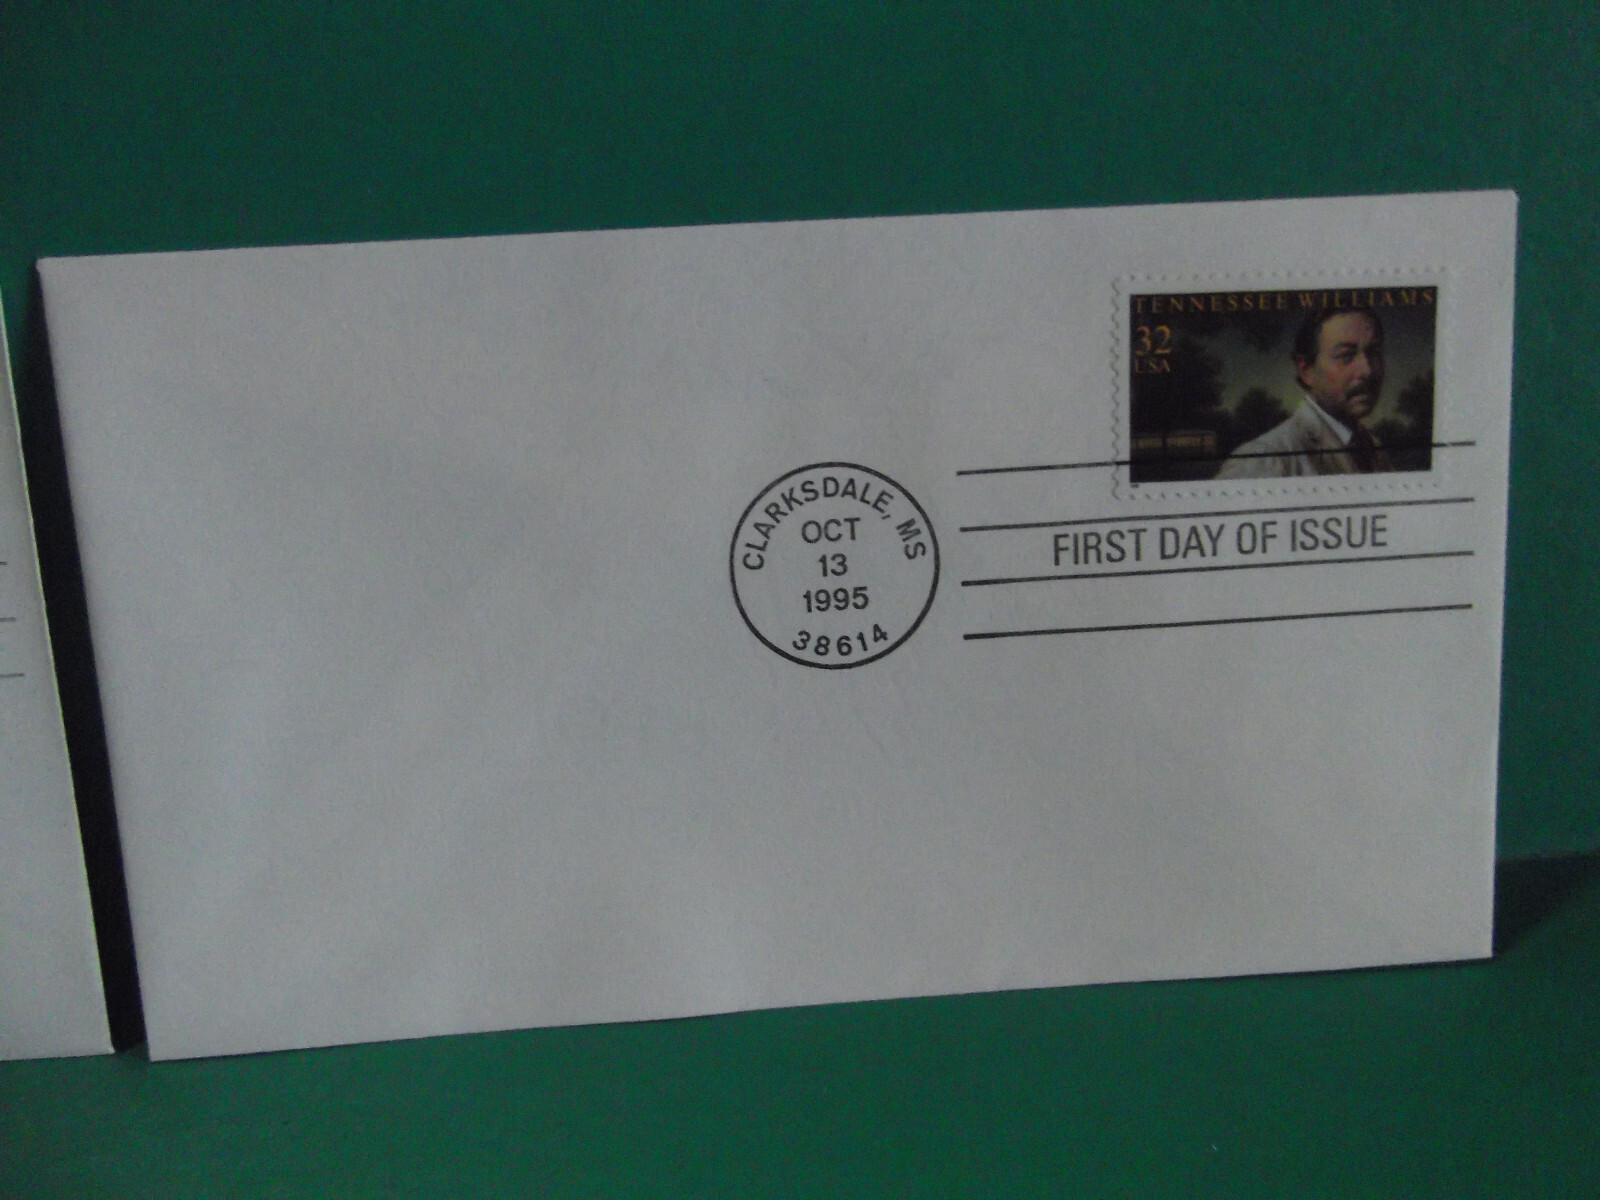 TENNESSEE WILLIAMS
32
USA
CLARKSDALE, MS
OCT
13
1995
38614
FIRST DAY OF ISSUE